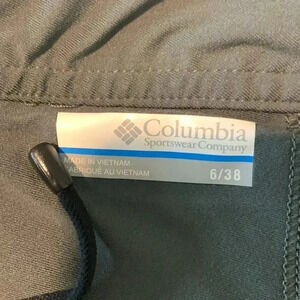 Columbia
Sportswear Company
MADE IN VIETNAM
FABRIQUÉ AU VIETNAM
6/38